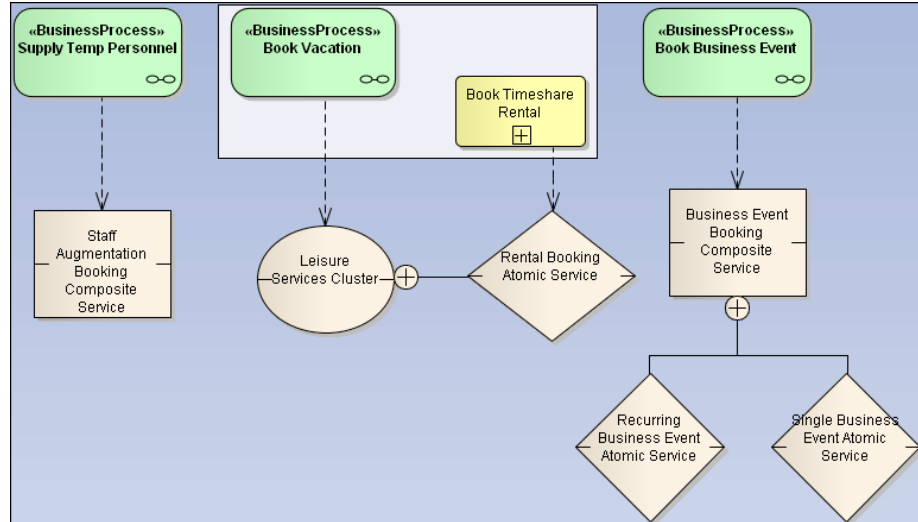 «BusinessProcess»
Supply Temp Personnel
«BusinessProcess»
Book Vacation
Book Timeshare
Rental
«BusinessProcess»
Book Business Event
Staff
Augmentation
Booking
Composite
Service
Leisure
Services Cluster
Rental Booking
Atomic Service
Business Event
Booking
Composite
Service
Recurring
Business Event
Atomic Service
Single Business
Event Atomic
Service